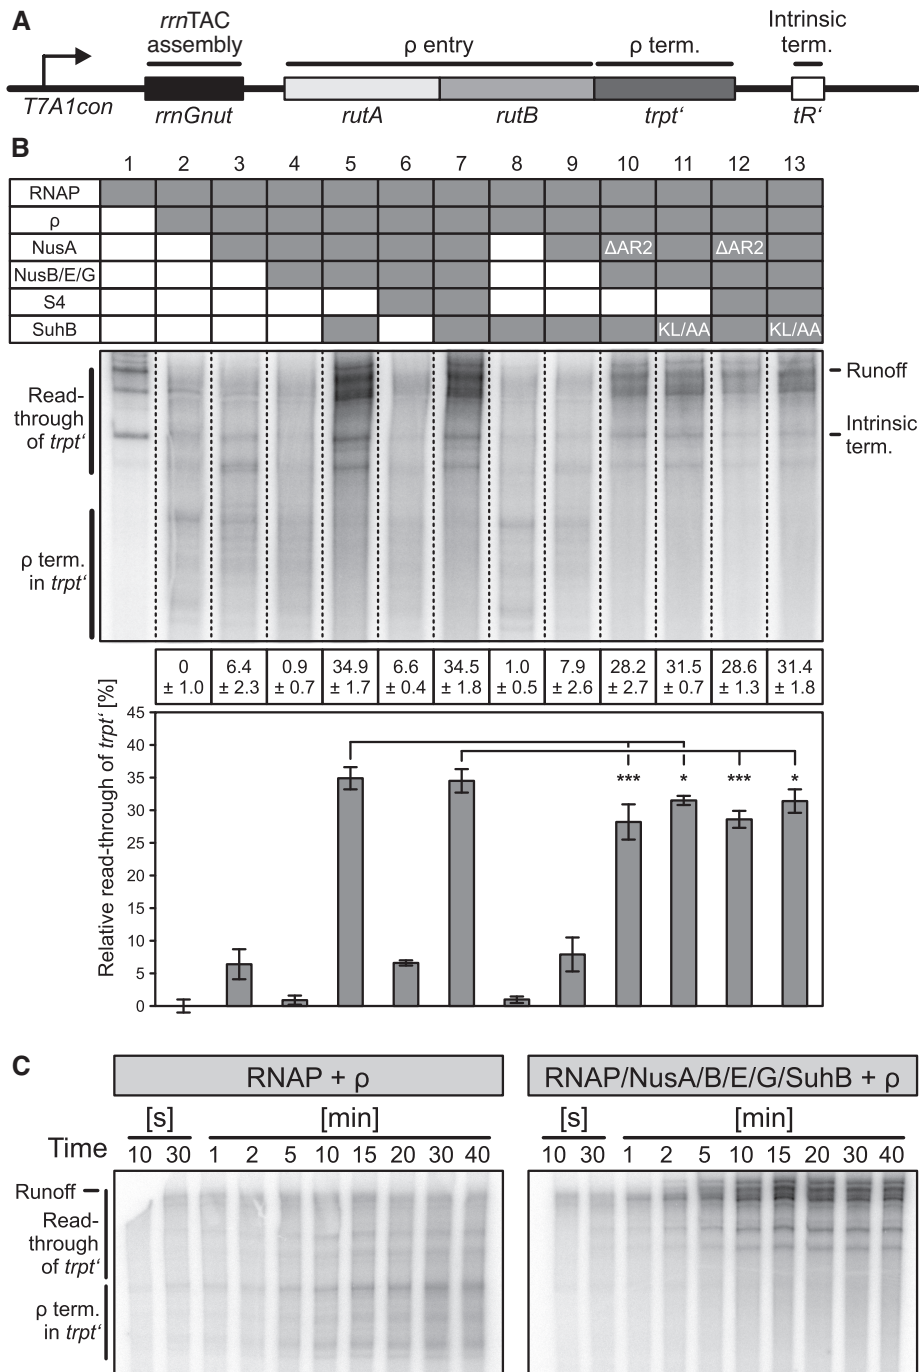 A
rrnTAC
assembly
ρ entry
ρ term.
Intrinsic
term.
T7A1con
rrnGnut
rutA
rutB
trpt‘
tR‘
B
1 2 3 4 5 6 7 8 9 10 11 12 13
RNAP
ρ
NusA ΔAR2 ΔAR2
NusB/E/G
S4
SuhB KL/AA KL/AA
Read-
through
of trpt‘
ρ term.
in trpt‘
Runoff
Intrinsic
term.
0 6.4 0.9 34.9 6.6 34.5 1.0 7.9 28.2 31.5 28.6 31.4
± 1.0 ± 2.3 ± 0.7 ± 1.7 ± 0.4 ± 1.8 ± 0.5 ± 2.6 ± 2.7 ± 0.7 ± 1.3 ± 1.8
Relative read-through of trpt‘ [%]
45
40
35
30
25
20
15
10
5
0
*** * *** *
C
RNAP + ρ
RNAP/NusA/B/E/G/SuhB + ρ
[s] [min] [s] [min]
Time 10 30 1 2 5 10 15 20 30 40 10 30 1 2 5 10 15 20 30 40
Runoff
Read-
through
of trpt‘
ρ term.
in trpt‘